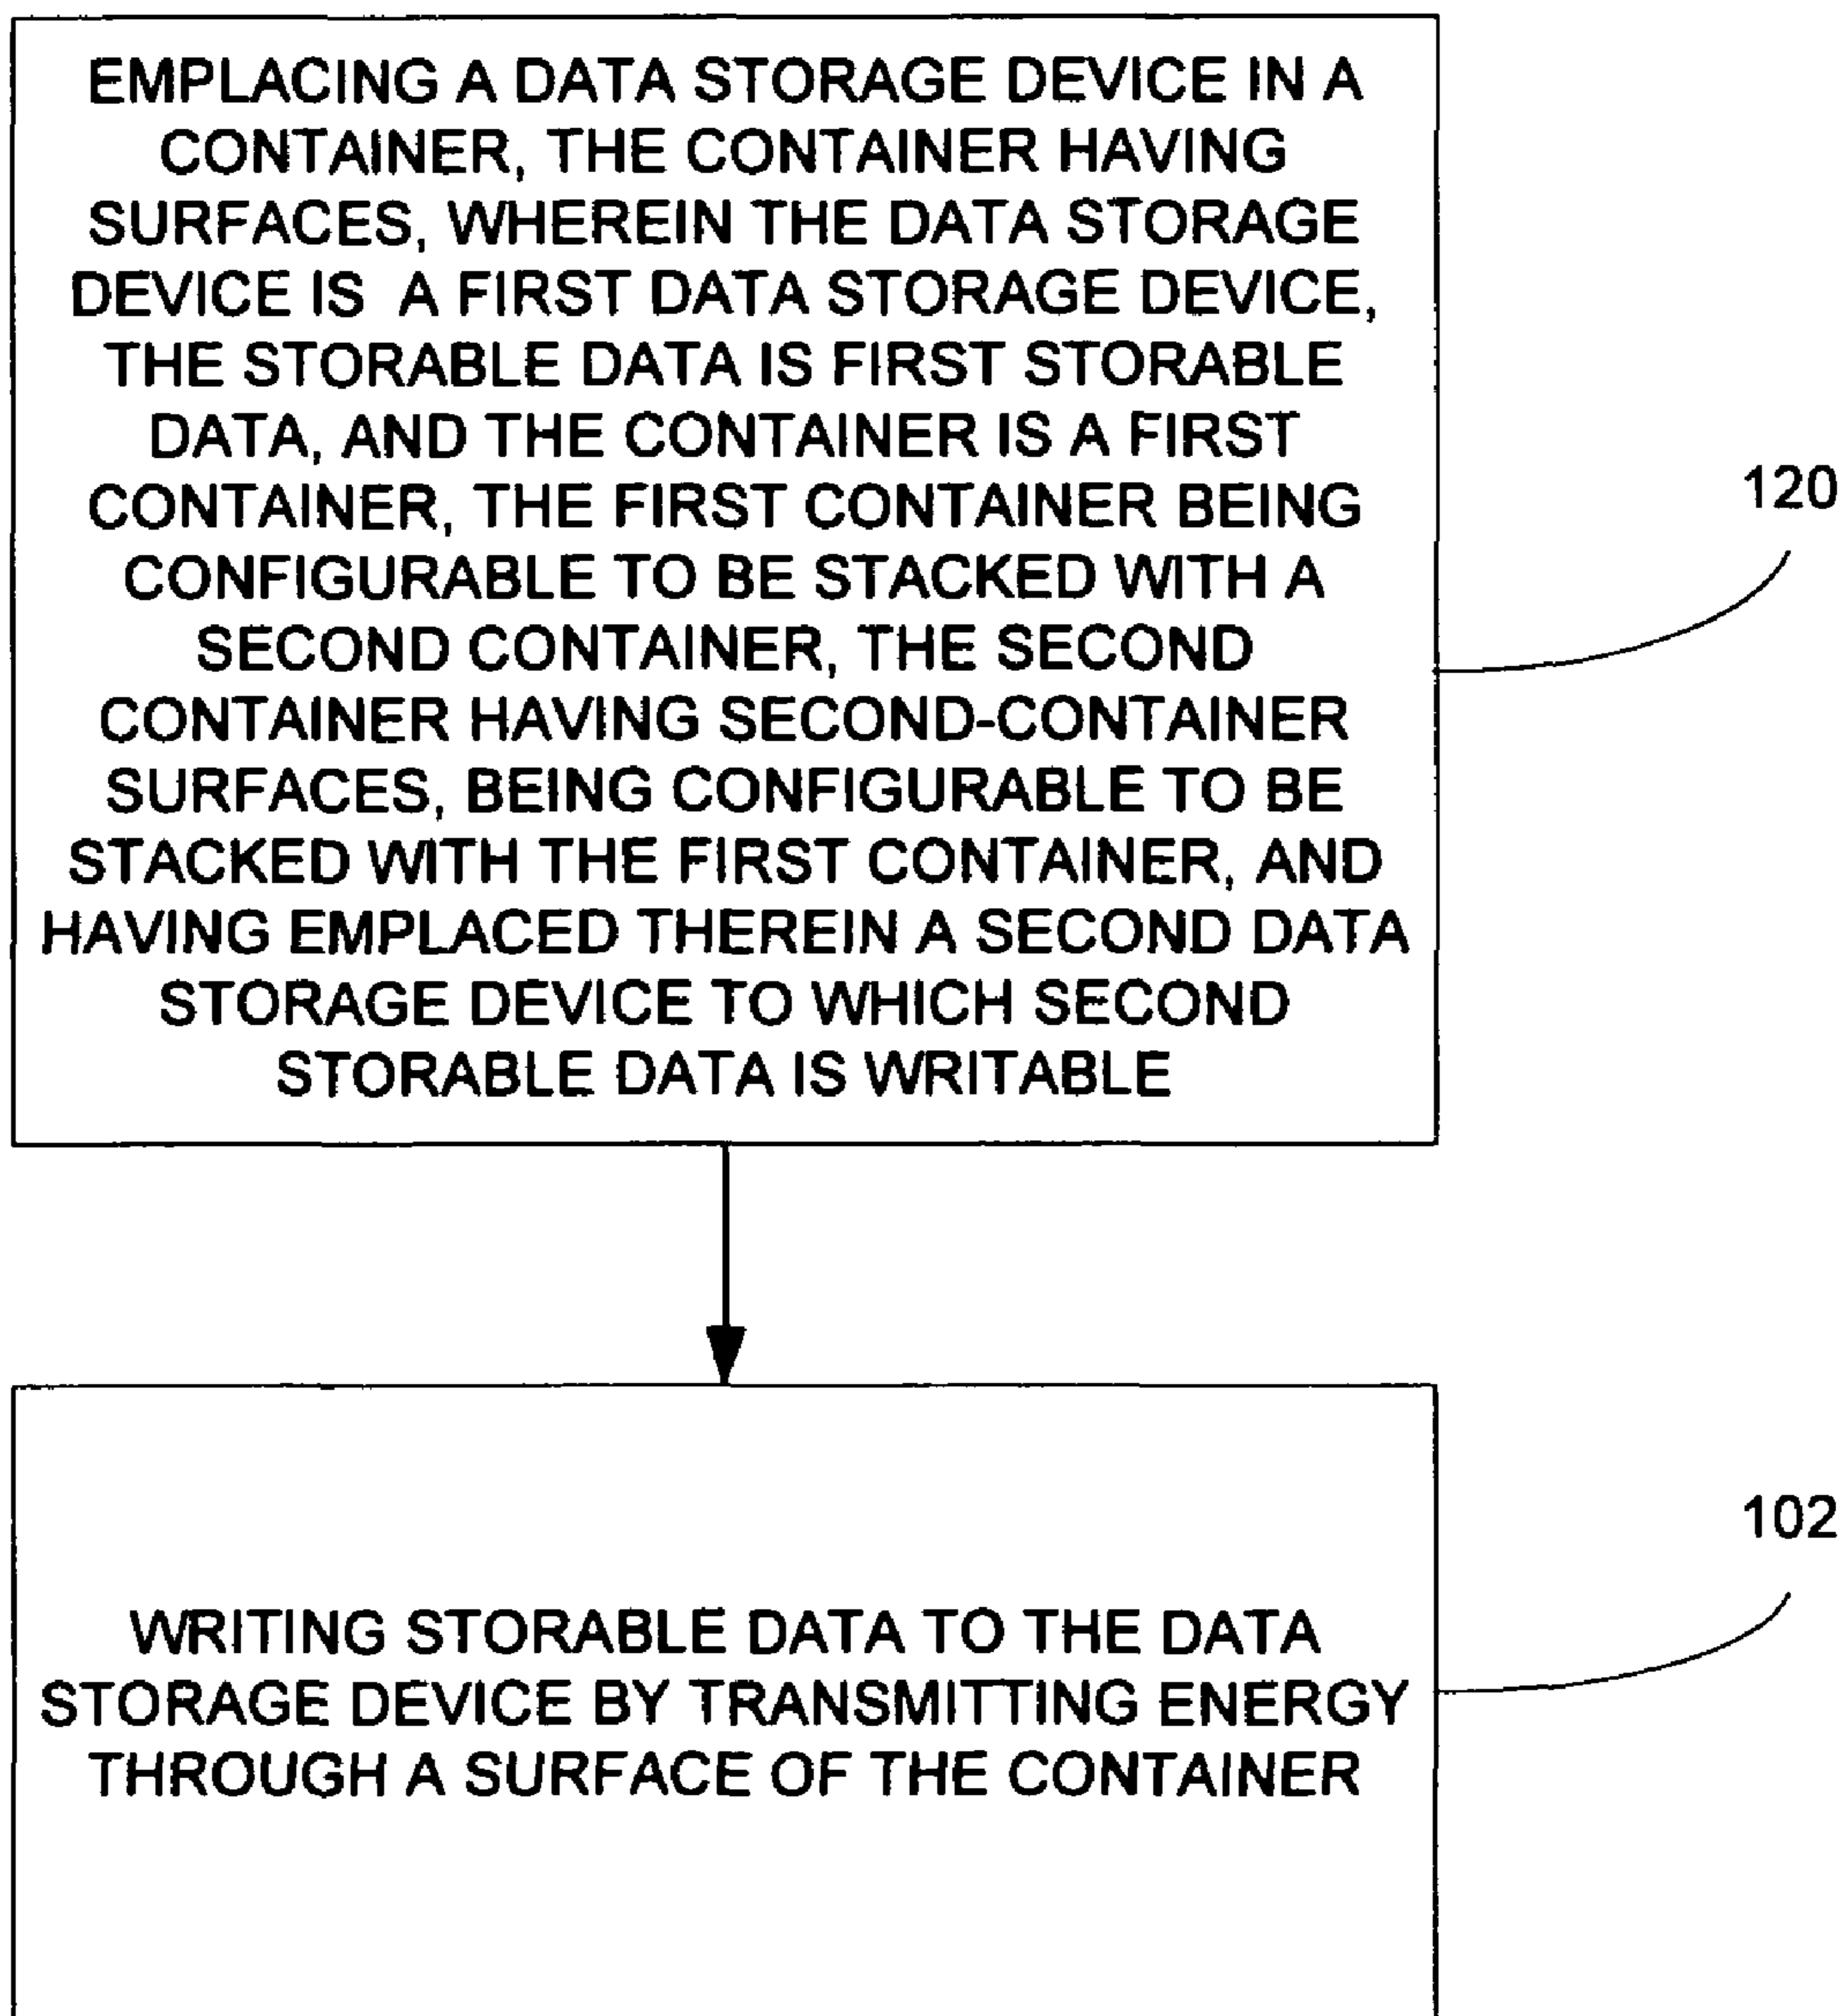 EMPLACING A DATA STORAGE DEVICE IN A
CONTAINER, THE CONTAINER HAVING
SURFACES, WHEREIN THE DATA STORAGE
DEVICE IS A FIRST DATA STORAGE DEVICE,
THE STORABLE DATA IS FIRST STORABLE
DATA, AND THE CONTAINER IS A FIRST
CONTAINER, THE FIRST CONTAINER BEING
CONFIGURABLE TO BE STACKED WITH A
SECOND CONTAINER, THE SECOND
CONTAINER HAVING SECOND-CONTAINER
SURFACES, BEING CONFIGURABLE TO BE
STACKED WITH THE FIRST CONTAINER, AND
HAVING EMPLACED THEREIN A SECOND DATA
STORAGE DEVICE TO WHICH SECOND
STORABLE DATA IS WRITABLE
120
WRITING STORABLE DATA TO THE DATA
STORAGE DEVICE BY TRANSMITTING ENERGY
THROUGH A SURFACE OF THE CONTAINER
102